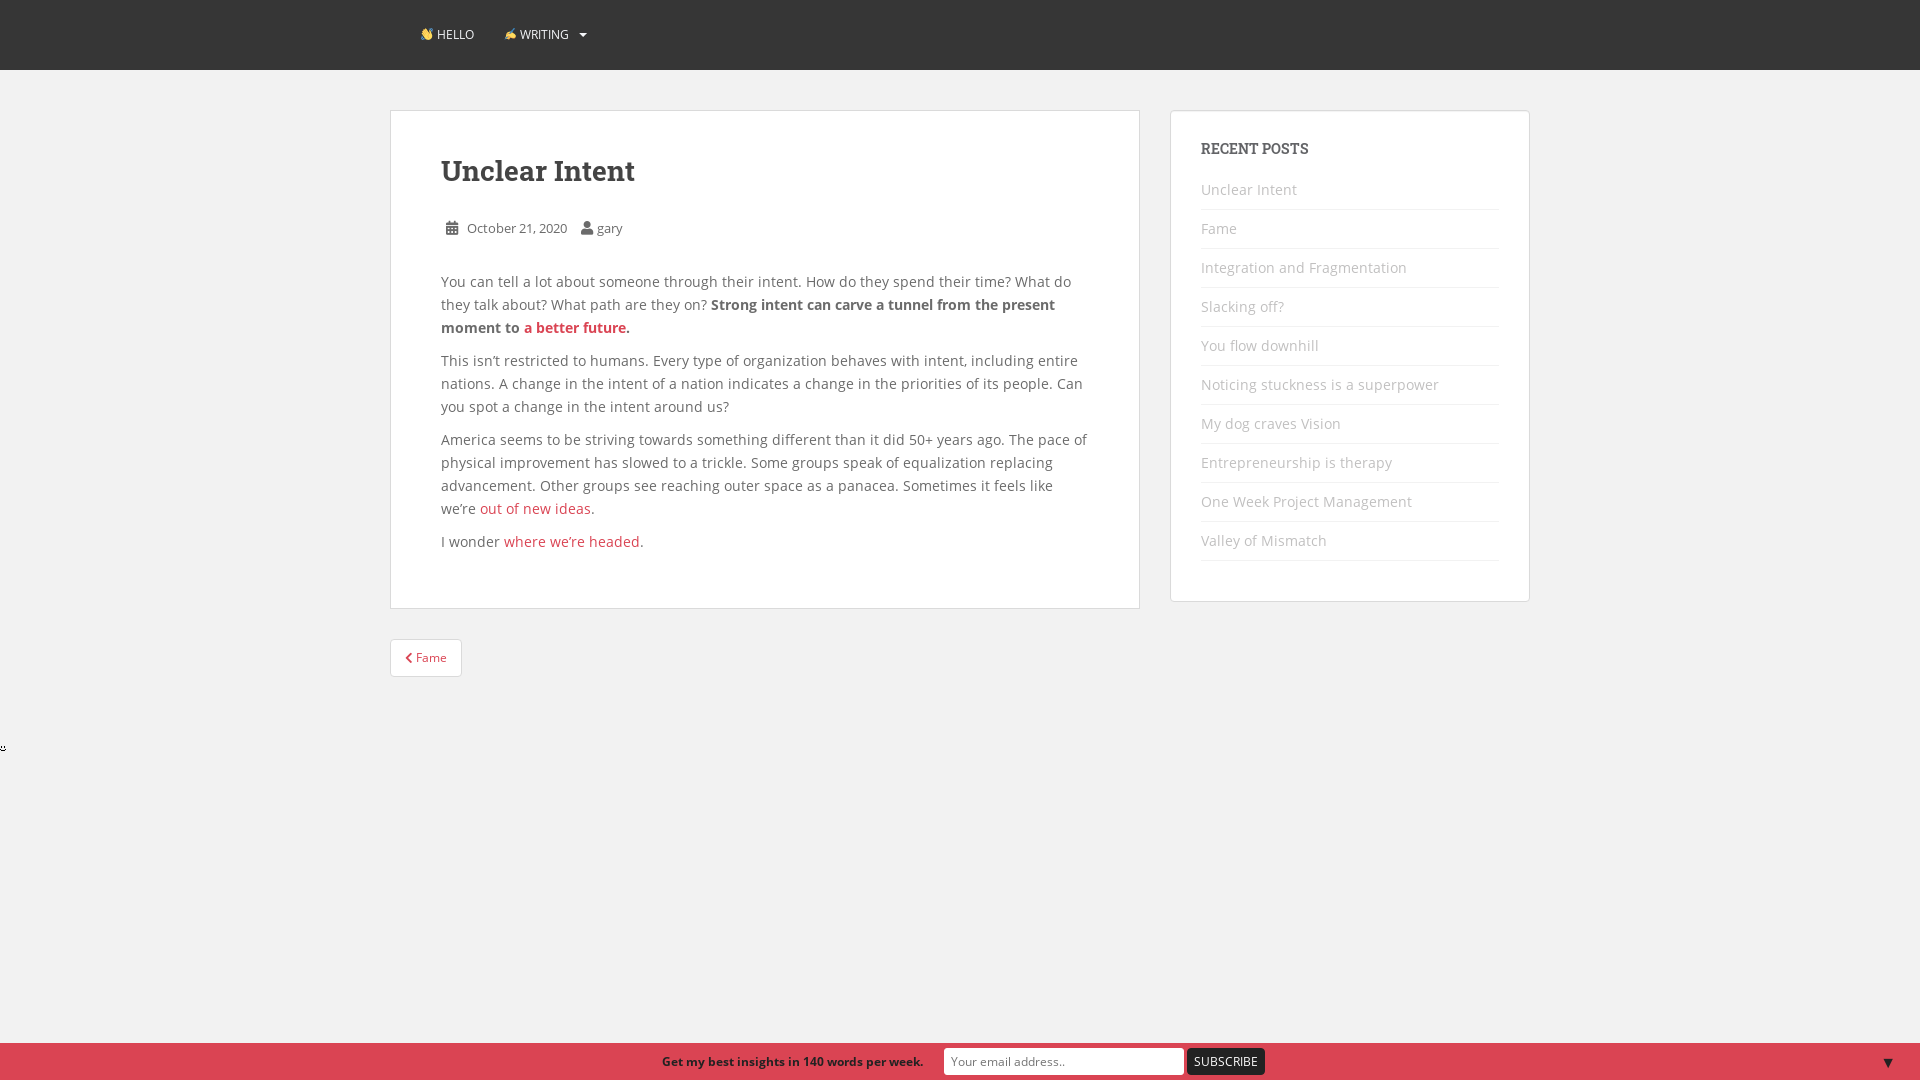 👋 HELLO ✍ WRITING
Unclear Intent
October 21, 2020 gary
You can tell a lot about someone through their intent. How do they spend their time? What do
they talk about? What path are they on? Strong intent can carve a tunnel from the present
moment to a better future.
This isn’t restricted to humans. Every type of organization behaves with intent, including entire
nations. A change in the intent of a nation indicates a change in the priorities of its people. Can
you spot a change in the intent around us?
America seems to be striving towards something different than it did 50+ years ago. The pace of
physical improvement has slowed to a trickle. Some groups speak of equalization replacing
advancement. Other groups see reaching outer space as a panacea. Sometimes it feels like
we’re out of new ideas.
I wonder where we’re headed.
Fame
RECENT POSTS
Unclear Intent
Fame
Integration and Fragmentation
Slacking off?
You flow downhill
Noticing stuckness is a superpower
My dog craves Vision
Entrepreneurship is therapy
One Week Project Management
Valley of Mismatch
Get my best insights in 140 words per week. Your email address.. SUBSCRIBE ▼